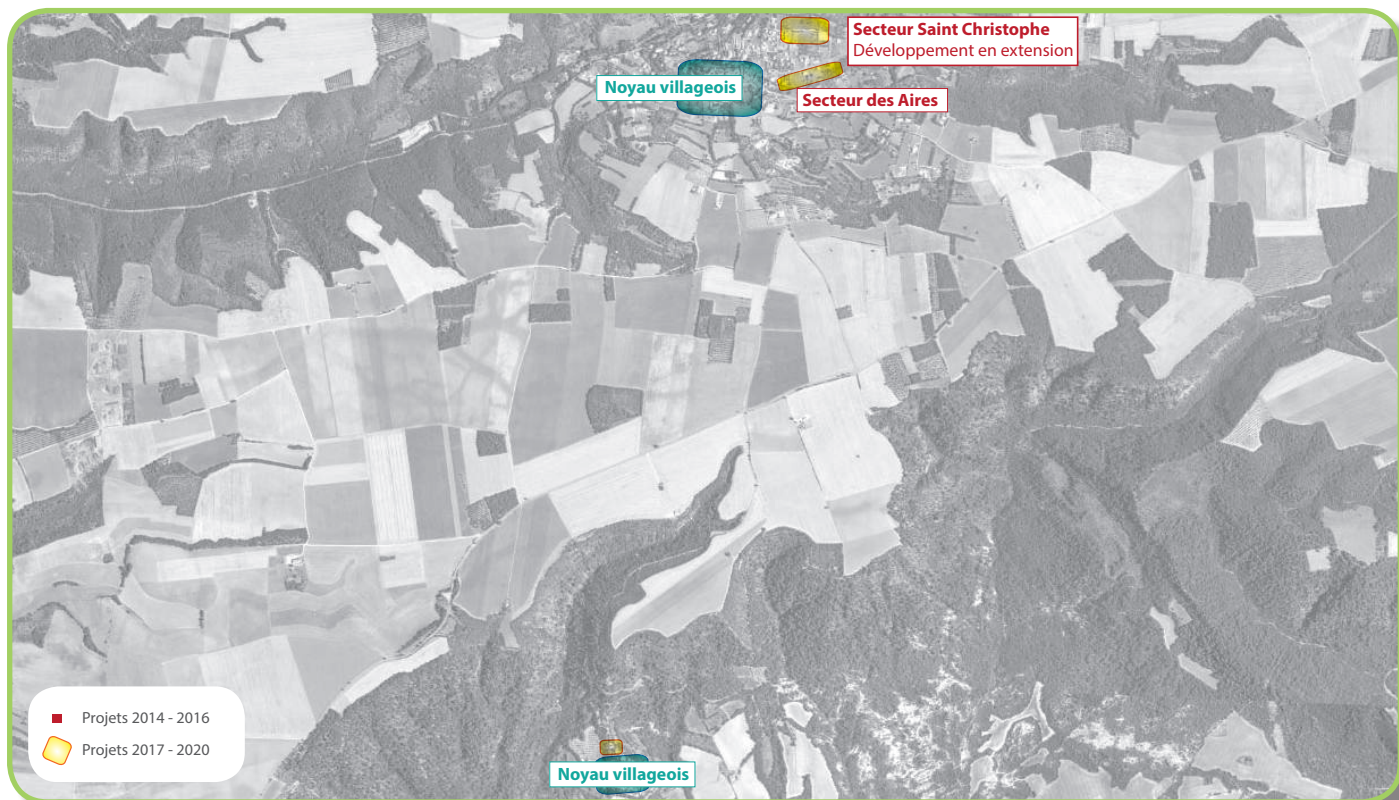 Secteur Saint Christophe
Développement en extension
Noyau villageois
Secteur des Aires
Projets 2014 - 2016
Projets 2017 - 2020
Noyau villageois